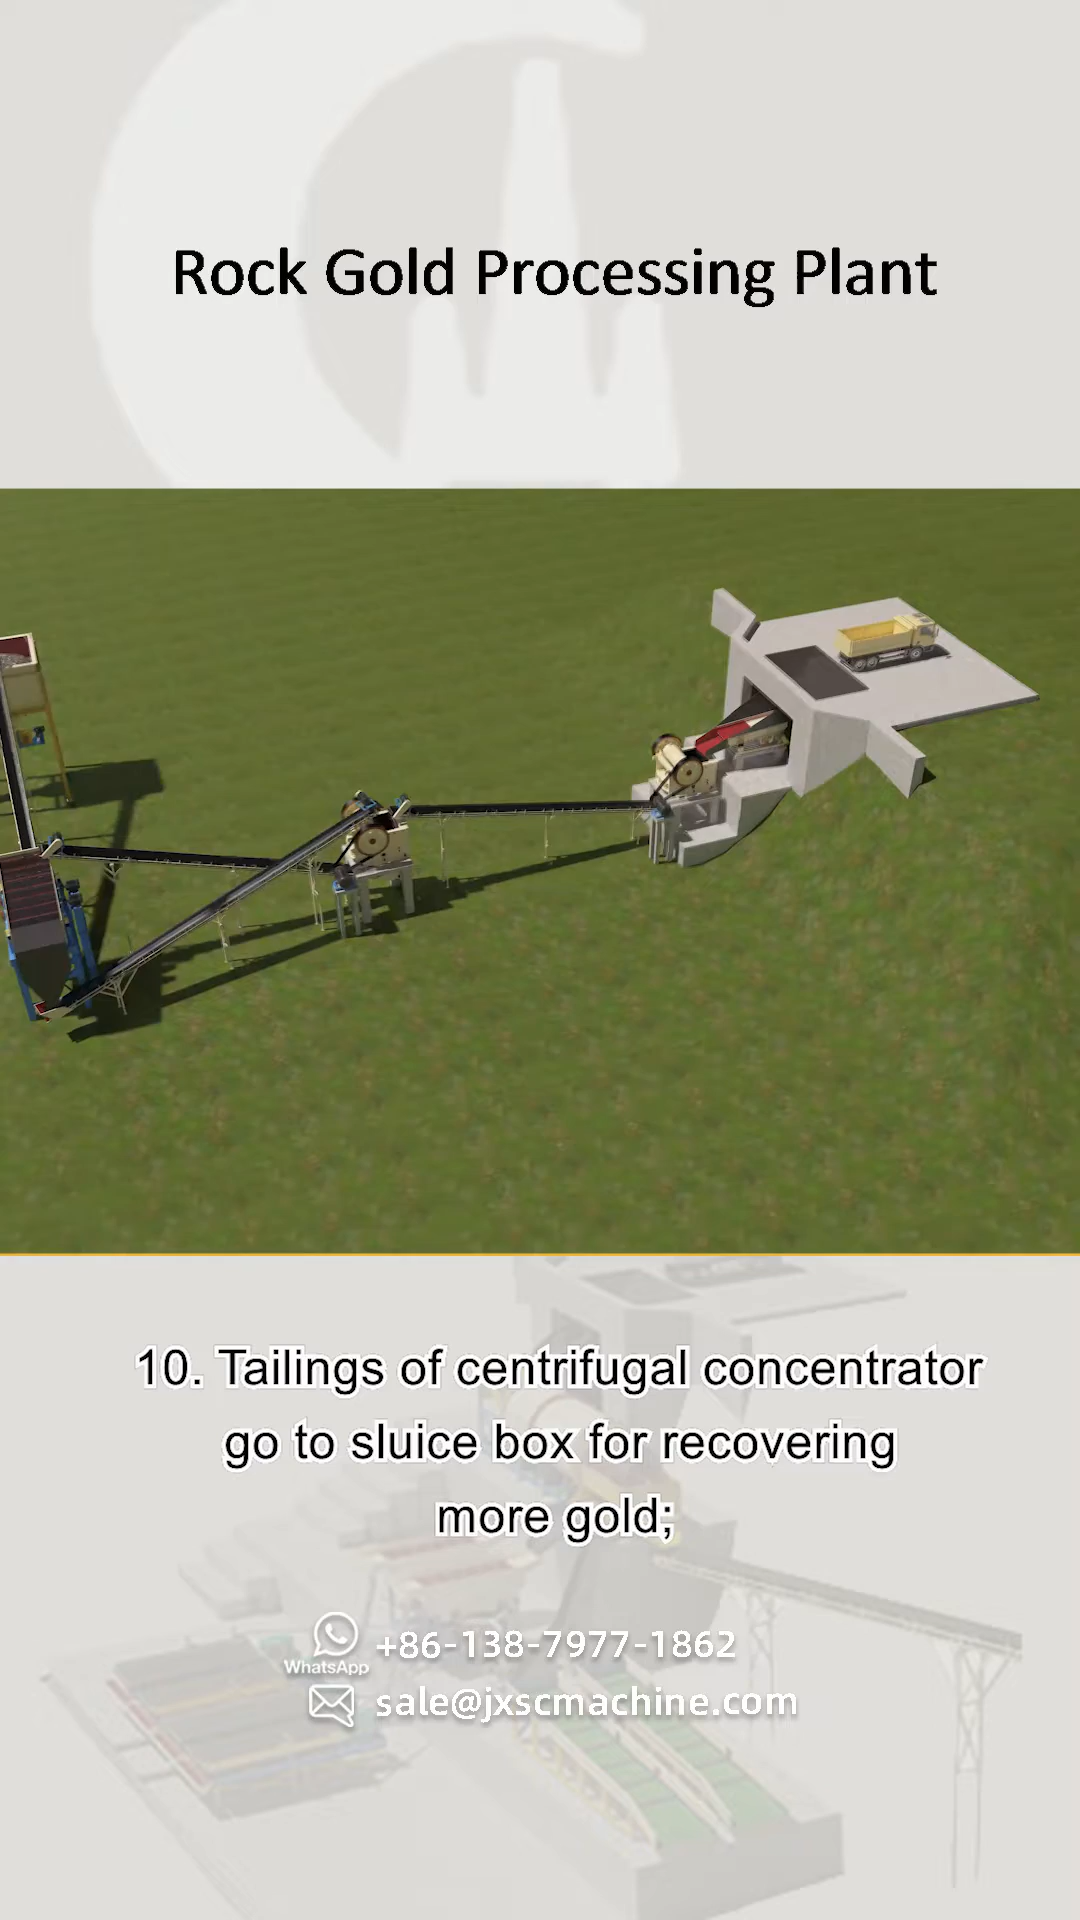 Rock Gold Processing Plant
10. Tailings of centrifugal concentrator
go to sluice box for recovering
more gold;
WhatsApp
+86-138-7977-1862
sale@jxscmachine.com